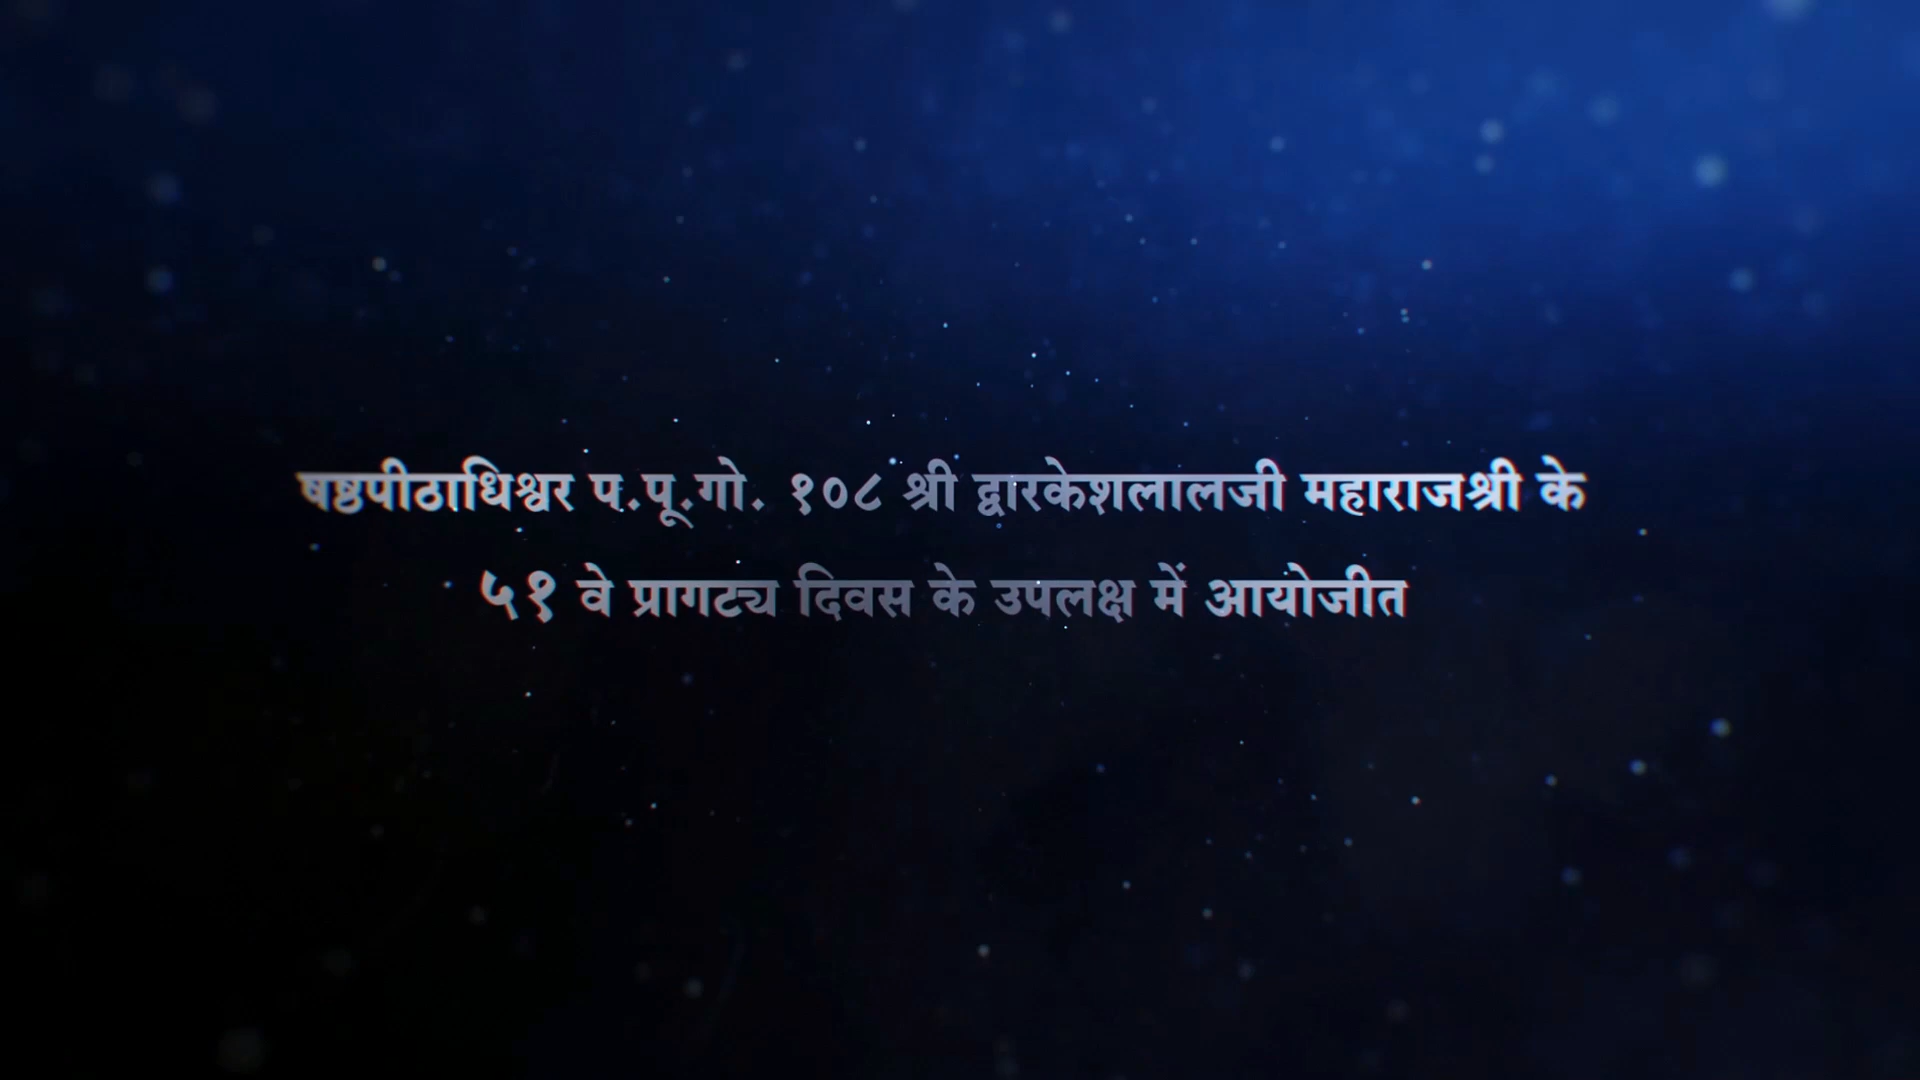 षष्ठपीठाधिश्वर प.पू.गो. १०८ श्री द्वारकेशलालजी महाराजश्री के
५१ वे प्रागट्य दिवस के उपलक्ष में आयोजीत